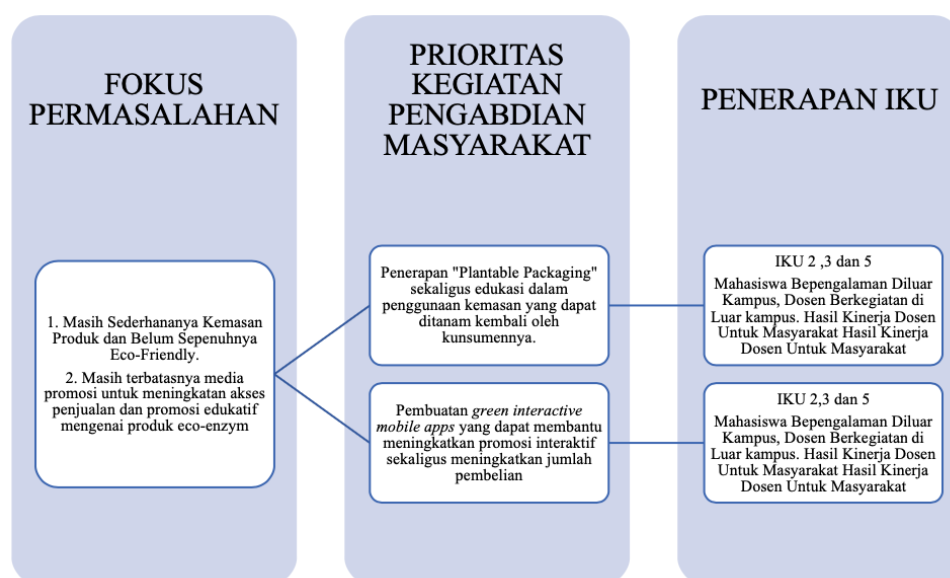 FOKUS
PERMASALAHAN
1. Masih Sederhananya Kemasan
Produk dan Belum Sepenuhnya
Eco-Friendly.
2. Masih terbatasnya media
promosi untuk meningkatan akses
penjualan dan promosi edukatif
mengenai produk eco-enzym
PRIORITAS
KEGIATAN
PENGABDIAN
MASYARAKAT
Penerapan "Plantable Packaging"
sekaligus edukasi dalam
penggunaan kemasan yang dapat
ditanam kembali oleh
kunsumennya.
Pembuatan green interactive
mobile apps yang dapat membantu
meningkatkan promosi interaktif
sekaligus meningkatkan jumlah
pembelian
PENERAPAN IKU
IKU 2 ,3 dan 5
Mahasiswa Bepengalaman Diluar
Kampus, Dosen Berkegiatan di
Luar kampus. Hasil Kinerja Dosen
Untuk Masyarakat Hasil Kinerja
Dosen Untuk Masyarakat
IKU 2,3 dan 5
Mahasiswa Bepengalaman Diluar
Kampus, Dosen Berkegiatan di
Luar kampus. Hasil Kinerja Dosen
Untuk Masyarakat Hasil Kinerja
Dosen Untuk Masyarakat